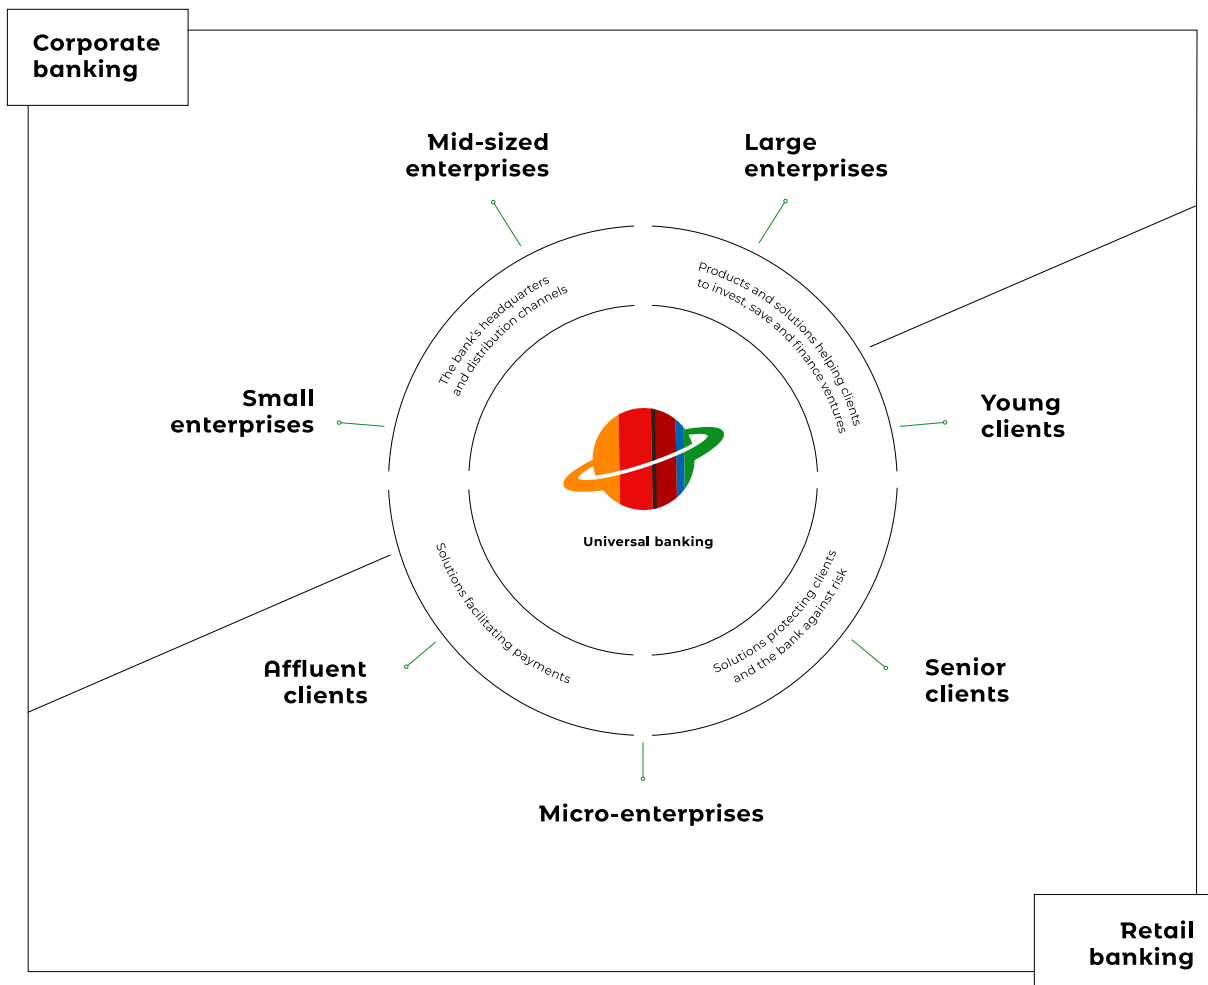 Corporate
banking
Mid-sized
enterprises
Large
enterprises
The bank's headquarters
and distribution channels
Products and solutions helping clients
to invest, save and finance ventures
Small
enterprises
Young
clients
Universal banking
Solutions facilitating payments
Solutions protecting clients
and the bank against risk
Affluent
clients
Senior
clients
Micro-enterprises
Retail
banking